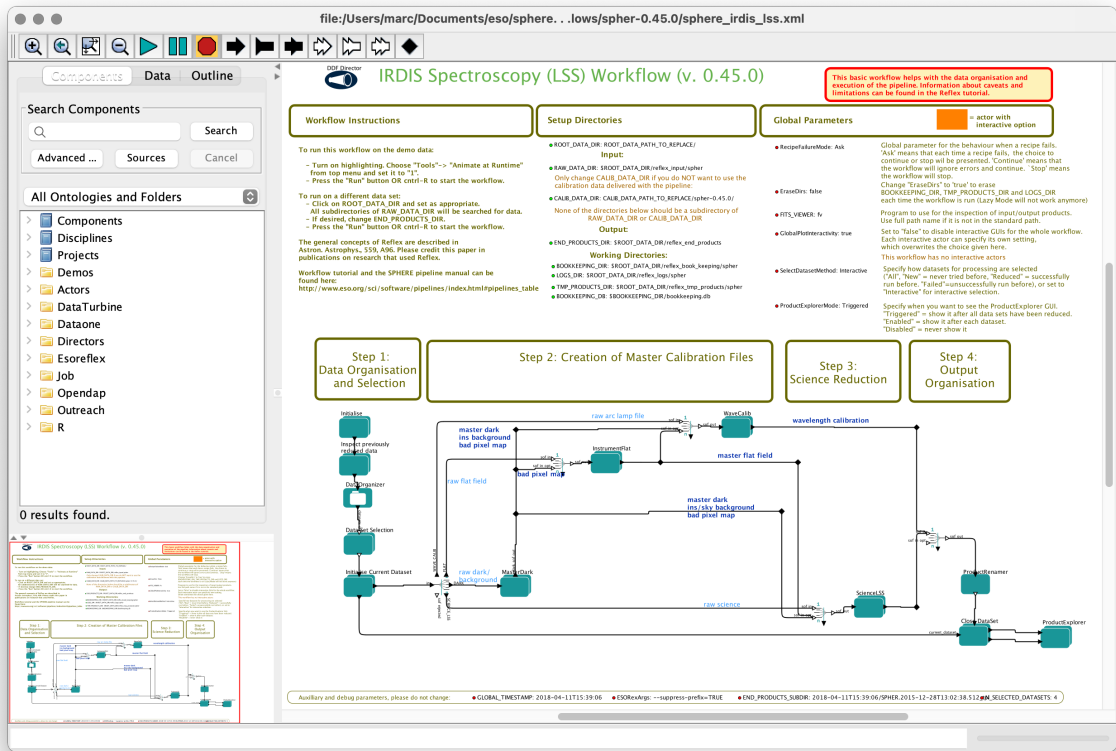 file:/Users/marc/Documents/eso/sphere. . .lows/spher-0.45.0/sphere_irdis_lss.xml
Components
Data
Outline
Search Components
Search
Advanced ...
Sources
Cancel
All Ontologies and Folders
Components
Disciplines
Projects
Demos
Actors
DataTurbine
Dataone
Directors
Esoreflex
Job
Opendap
Outreach
R
0 results found.
DDF Director
IRDIS Spectroscopy (LSS) Workflow (v. 0.45.0)
This basic workflow helps with the data organisation and
execution of the pipeline. Information about caveats and
limitations can be found in the Reflex tutorial.
Workflow Instructions
Setup Directories
Global Parameters
= actor with
interactive option
To run this workflow on the demo data:
– Turn on highlighting. Choose "Tools"–> "Animate at Runtime"
from top menu and set it to "1".
– Press the "Run" button OR cntrl–R to start the workflow.
To run on a different data set:
– Click on ROOT_DATA_DIR and set as appropriate.
All subdirectories of RAW_DATA_DIR will be searched for data.
– If desired, change END_PRODUCTS_DIR.
– Press the "Run" button OR cntrl–R to start the workflow.
The general concepts of Reflex are described in
Astron. Astrophys., 559, A96. Please credit this paper in
publications on research that used Reflex.
Workflow tutorial and the SPHERE pipeline manual can be
found here:
http://www.eso.org/sci/software/pipelines/index.html#pipelines_table
ROOT_DATA_DIR: ROOT_DATA_PATH_TO_REPLACE/
Input:
RAW_DATA_DIR: $ROOT_DATA_DIR/reflex_input/spher
Only change CALIB_DATA_DIR if you do NOT want to use the
calibration data delivered with the pipeline:
CALIB_DATA_DIR: CALIB_DATA_PATH_TO_REPLACE/spher-0.45.0/
None of the directories below should be a subdirectory of
RAW_DATA_DIR or CALIB_DATA_DIR
Output:
END_PRODUCTS_DIR: $ROOT_DATA_DIR/reflex_end_products
Working Directories:
BOOKKEEPING_DIR: $ROOT_DATA_DIR/reflex_book_keeping/spher
LOGS_DIR: $ROOT_DATA_DIR/reflex_logs/spher
TMP_PRODUCTS_DIR: $ROOT_DATA_DIR/reflex_tmp_products/spher
BOOKKEEPING_DB: $BOOKKEEPING_DIR/bookkeeping.db
RecipeFailureMode: Ask
Global parameter for the behaviour when a recipe fails.
'Ask' means that each time a recipe fails, the choice to
continue or stop wil be presented. 'Continue' means that
the workflow will ignore errors and continue. `Stop' means
the workflow will stop.
EraseDirs: false
Change "EraseDirs" to 'true' to erase
BOOKKEEPING_DIR, TMP_PRODUCTS_DIR and LOGS_DIR
each time the workflow is run (Lazy Mode will not work anymore)
FITS_VIEWER: fv
Program to use for the inspection of input/output products.
Use full path name if it is not in the standard path.
GlobalPlotInteractivity: true
Set to "false" to disable interactive GUIs for the whole workflow.
Each interactive actor can specify its own setting,
which overwrites the choice given here.
This workflow has no interactive actors
SelectDatasetMethod: Interactive
Specify how datasets for processing are selected
("All", "New" = never tried before, "Reduced" = successfully
run before. "Failed"=unsuccessfully run before), or set to
"Interactive" for interactive selection.
ProductExplorerMode: Triggered
Specify when you want to see the ProductExplorer GUI.
"Triggered" = show it after all data sets have been reduced.
"Enabled" = show it after each dataset.
"Disabled" = never show it
Step 1:
Data Organisation
and Selection
Step 2: Creation of Master Calibration Files
Step 3:
Science Reduction
Step 4:
Output
Organisation
Initialise
Inspect previously
reduced data
DataOrganizer
DataSet Selection
Initialise Current Dataset
raw arc lamp file
master dark
ins background
bad pixel map
InstrumentFlat
WaveCalib
wavelength calibration
bad pixel map
raw flat field
master flat field
master dark
ins/sky background
bad pixel map
raw dark/
background
MasterDark
raw science
ScienceLSS
ProductRenamer
current_dataset
Close DataSet
ProductExplorer
Auxiliary and debug parameters, please do not change:
GLOBAL_TIMESTAMP: 2018-04-11T15:39:06
ESORexArgs: --suppress-prefix=TRUE
END_PRODUCTS_SUBDIR: 2018-04-11T15:39:06/SPHER.2015-12-28T13:02:38.512
N_SELECTED_DATASETS: 4